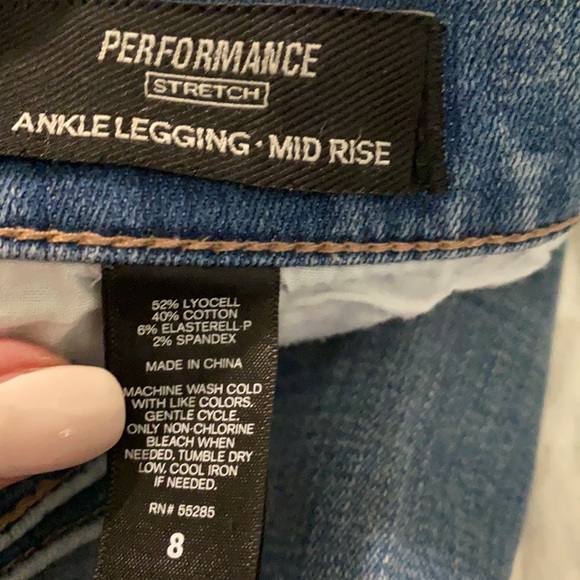 PERFORMANCE
STRETCH
ANKLE LEGGING · MID RISE
52% LYOCELL
40% COTTON
6% ELASTERELL-P
2% SPANDEX
MADE IN CHINA
MACHINE WASH COLD
WITH LIKE COLORS.
GENTLE CYCLE.
ONLY NON-CHLORINE
BLEACH WHEN
NEEDED. TUMBLE DRY
LOW. COOL IRON
IF NEEDED.
RN# 55285
8